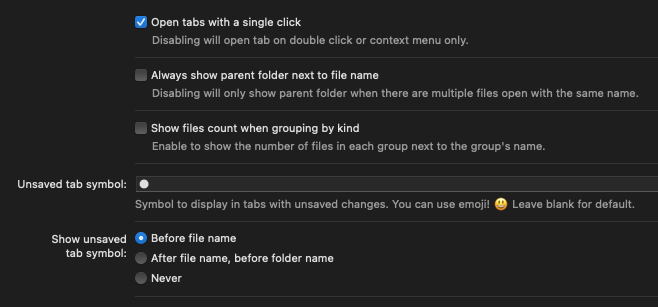 Open tabs with a single click
Disabling will open tab on double click or context menu only.
Always show parent folder next to file name
Disabling will only show parent folder when there are multiple files open with the same name.
Show files count when grouping by kind
Enable to show the number of files in each group next to the group's name.
Unsaved tab symbol: ⚪
Symbol to display in tabs with unsaved changes. You can use emoji! 😃 Leave blank for default.
Show unsaved
tab symbol:
Before file name
After file name, before folder name
Never